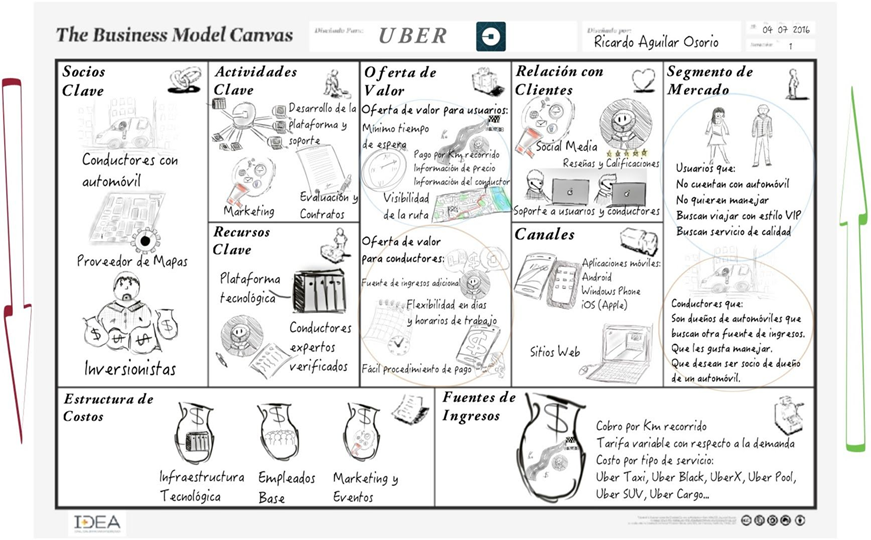 The Business Model Canvas
Diseñado Para:
UBER
Diseñado por:
Ricardo Aguilar Osorio
04 07 2016
1
Socios
Clave
Conductores con
automóvil
Proveedor de Mapas
Inversionistas
Actividades
Clave
Desarrollo de la
plataforma y
soporte
Marketing
Evaluación y
Contratos
Recursos
Clave
Plataforma
tecnológica
Conductores
expertos
verificados
Oferta de
Valor
Oferta de valor para usuarios:
Mínimo tiempo
de espera
Pago por Km recorrido
Información de precio
Información del conductor
Visibilidad
de la ruta
Oferta de valor
para conductores:
Fuente de ingresos adicional
Flexibilidad en días
y horarios de trabajo
Fácil procedimiento de pago
Relación con
Clientes
Social Media
Reseñas y Calificaciones
Soporte a usuarios y conductores
Canales
Aplicaciones móviles:
Android
Windows Phone
iOS (Apple)
Sitios Web
Segmento de
Mercado
Usuarios que:
No cuentan con automóvil
No quieren manejar
Buscan viajar con estilo VIP
Buscan servicio de calidad
Conductores que:
Son dueños de automóviles que
buscan otra fuente de ingresos.
Que les gusta manejar.
Que desean ser socio de dueño
de un automóvil.
Estructura de
Costos
Infraestructura
Tecnológica
Empleados
Base
Marketing y
Eventos
Fuentes de
Ingresos
Cobro por Km recorrido
Tarifa variable con respecto a la demanda
Costo por tipo de servicio:
Uber Taxi, Uber Black, UberX, Uber Pool,
Uber SUV, Uber Cargo...
IDEA